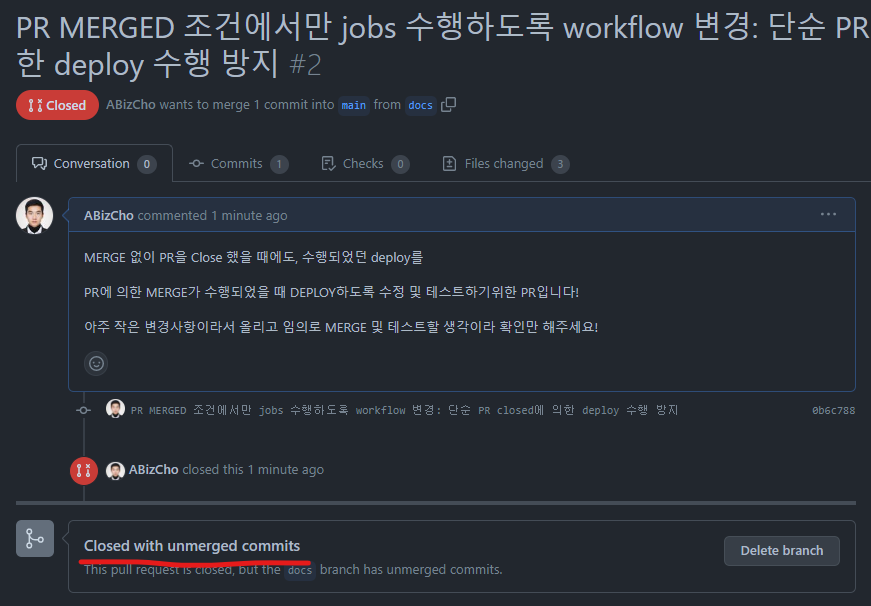 PR MERGED 조건에서만 jobs 수행하도록 workflow 변경: 단순 PR
한 deploy 수행 방지 #2
Closed ABizCho wants to merge 1 commit into main from docs
Conversation 0 Commits 1 Checks 0 Files changed 3
ABizCho commented 1 minute ago ...
MERGE 없이 PR을 Close 했을 때에도, 수행되었던 deploy를
PR에 의한 MERGE가 수행되었을 때 DEPLOY하도록 수정 및 테스트하기위한 PR입니다!
아주 작은 변경사항이라서 올리고 임의로 MERGE 및 테스트할 생각이라 확인만 해주세요!
PR MERGED 조건에서만 jobs 수행하도록 workflow 변경: 단순 PR closed에 의한 deploy 수행 방지 0b6c788
ABizCho closed this 1 minute ago
Closed with unmerged commits
Delete branch
This pull request is closed, but the docs branch has unmerged commits.